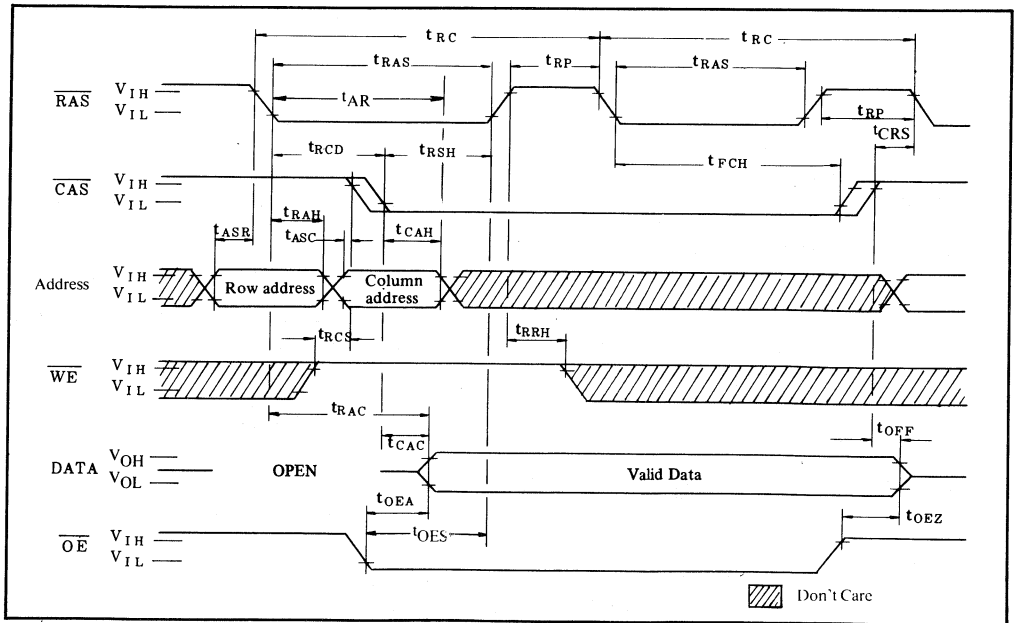 tRC tRC
tRAS tRP tRAS
RAS VIH
VIL
tAR tRP
tRCD tRSH tCRS
tFCH
CAS VIH
VIL
tRAH
tASR tASC tCAH
Address VIH
VIL
Row address
Column address
tRCS tRRH
WE VIH
VIL
tRAC
tCAC tOFF
DATA VOH
VOL
OPEN
Valid Data
tOEA
tOES tOEZ
OE VIH
VIL
Don't Care